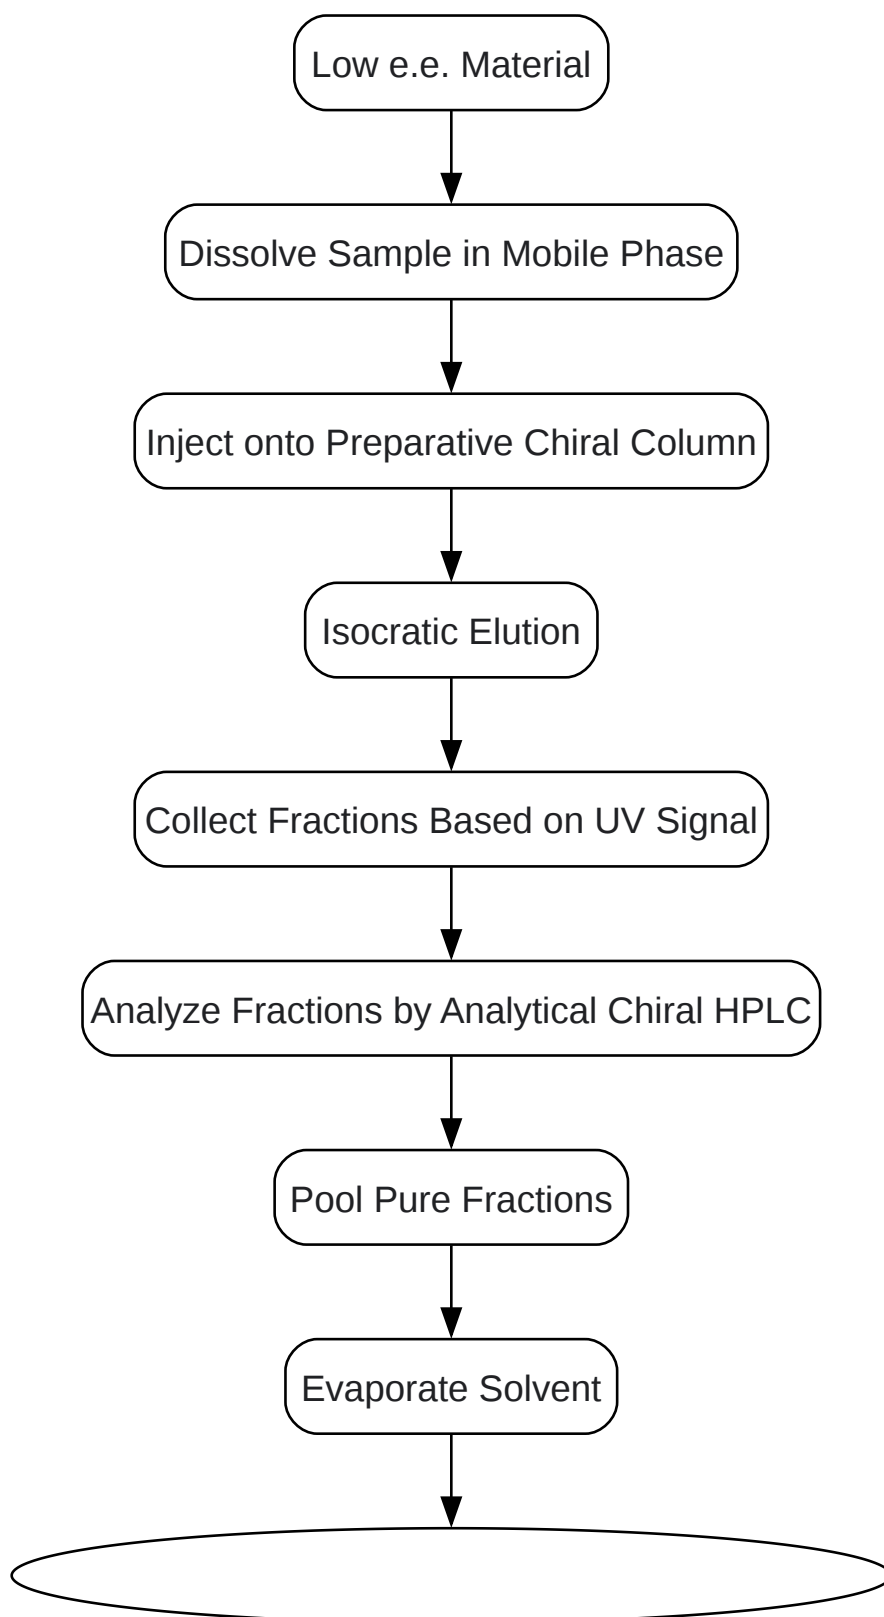 Low e.e. Material
Dissolve Sample in Mobile Phase
Inject onto Preparative Chiral Column
Isocratic Elution
Collect Fractions Based on UV Signal
Analyze Fractions by Analytical Chiral HPLC
Pool Pure Fractions
Evaporate Solvent